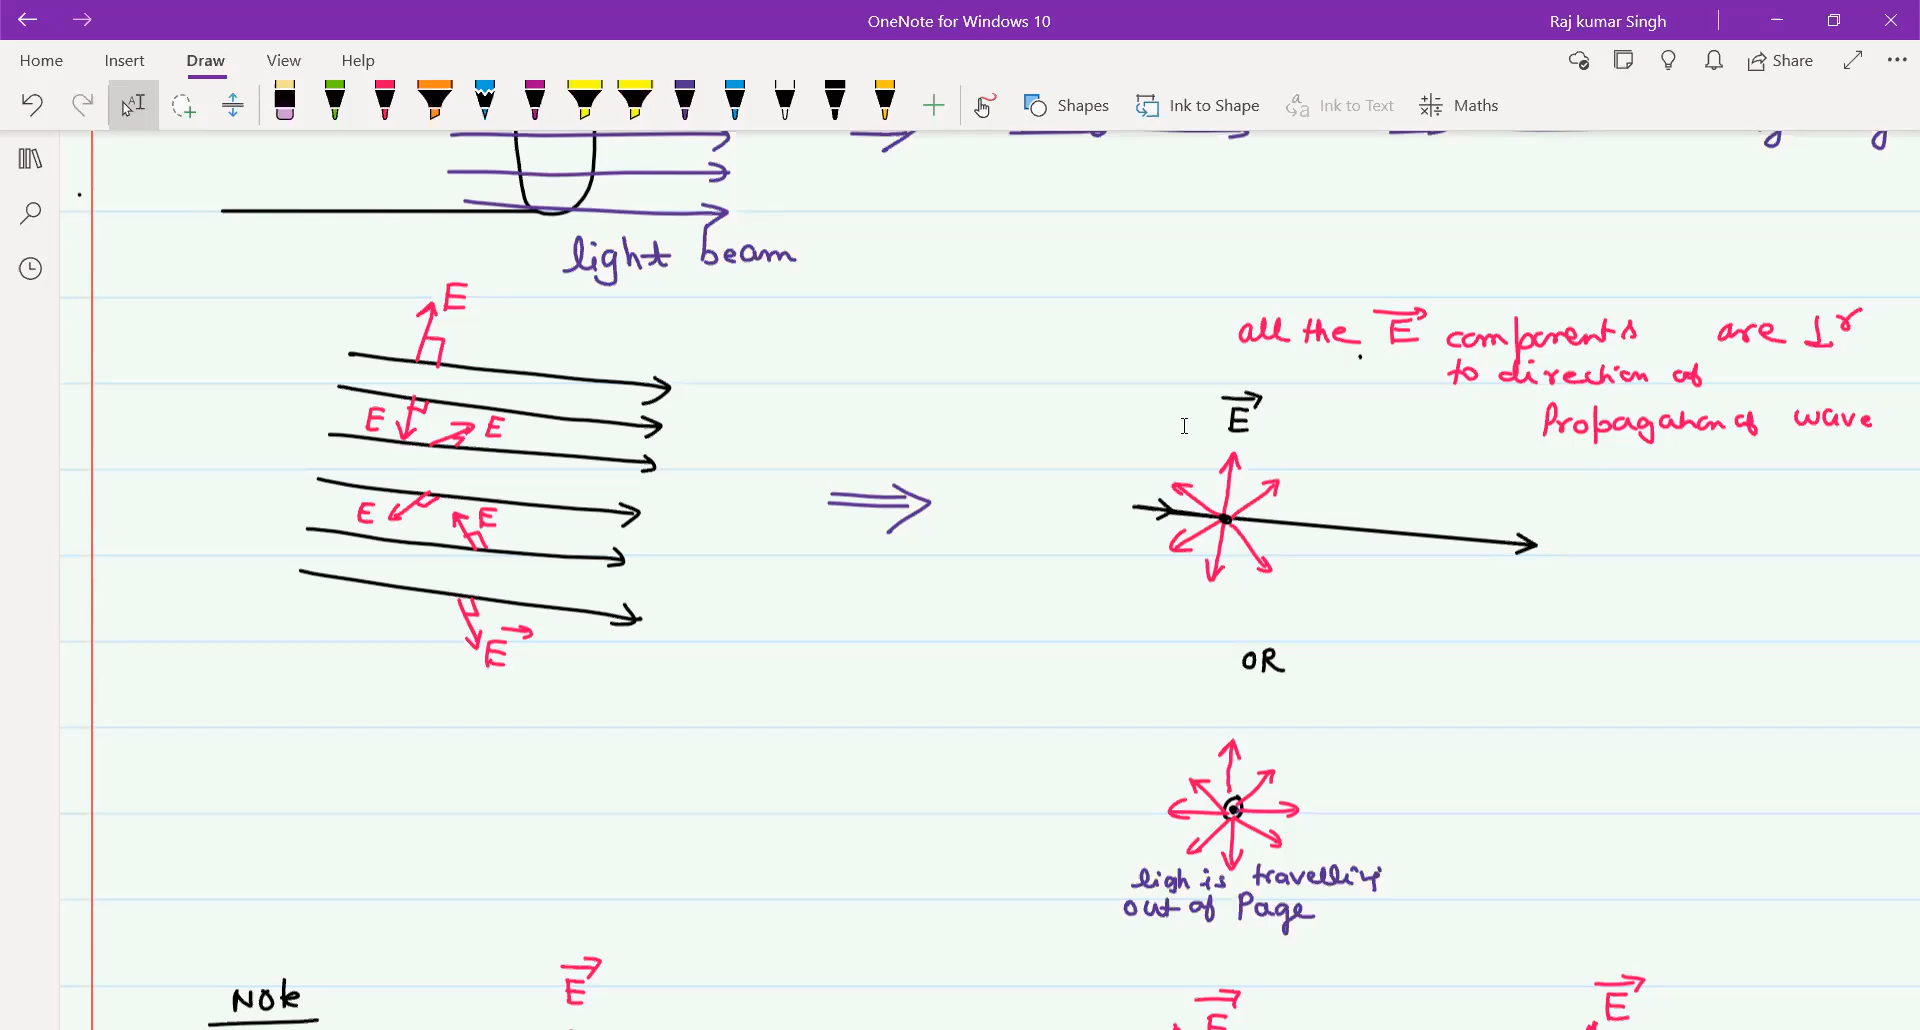 OneNote for Windows 10
Raj kumar Singh
Home Insert Draw View Help
Share
Shapes Ink to Shape Ink to Text Maths
light beam
E
all the E components are ⊥r
to direction of
Propagation of wave
E
E E
E E
E
OR
ligh is travelling
out of Page
Note
E
E
E